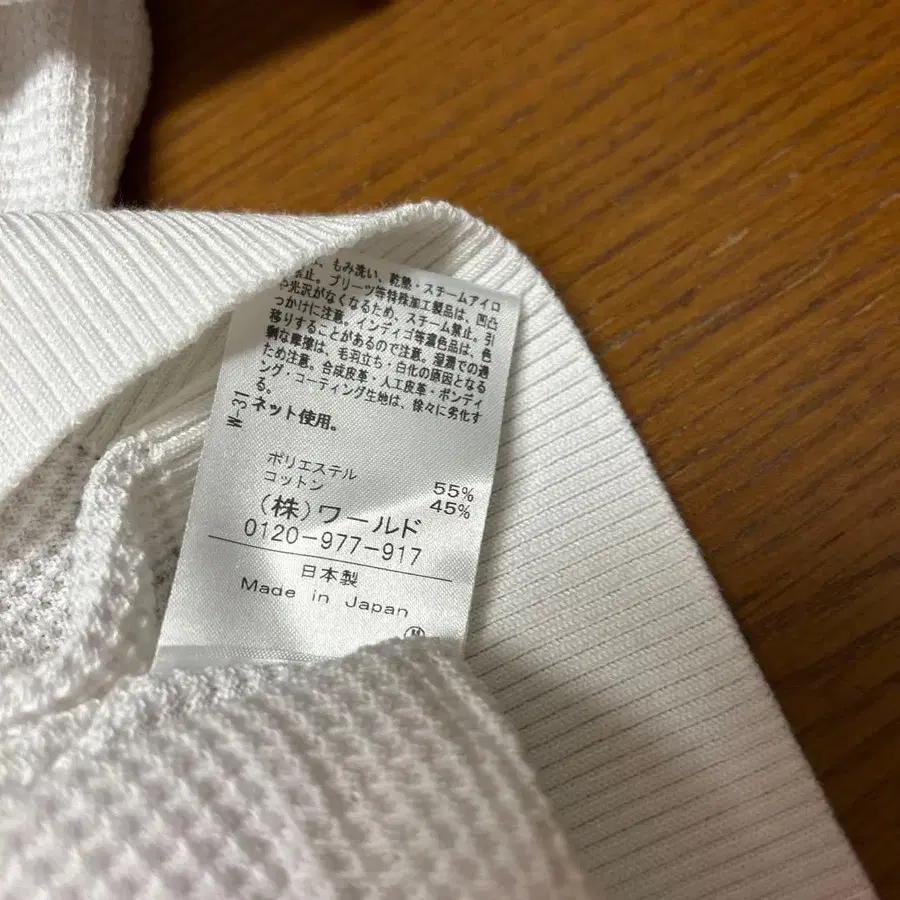 、もみ洗い、乾熱・スチームアイロ
禁止。プリーツ等特殊加工製品は、凹凸
や光沢がなくなるため、スチーム禁止。引
っかけに注意。インディゴ等濃色品は、色
移りすることがあるので注意。湿潤での過
剰な摩擦は、毛羽立ち・白化の原因となる
ため注意。合成皮革・人工皮革・ボンディ
ング・コーティング生地は、徐々に劣化す
る。
W-31
ネット使用。
ポリエステル 55%
コットン 45%
(株)ワールド
0120-977-917
日本製
Made in Japan
M